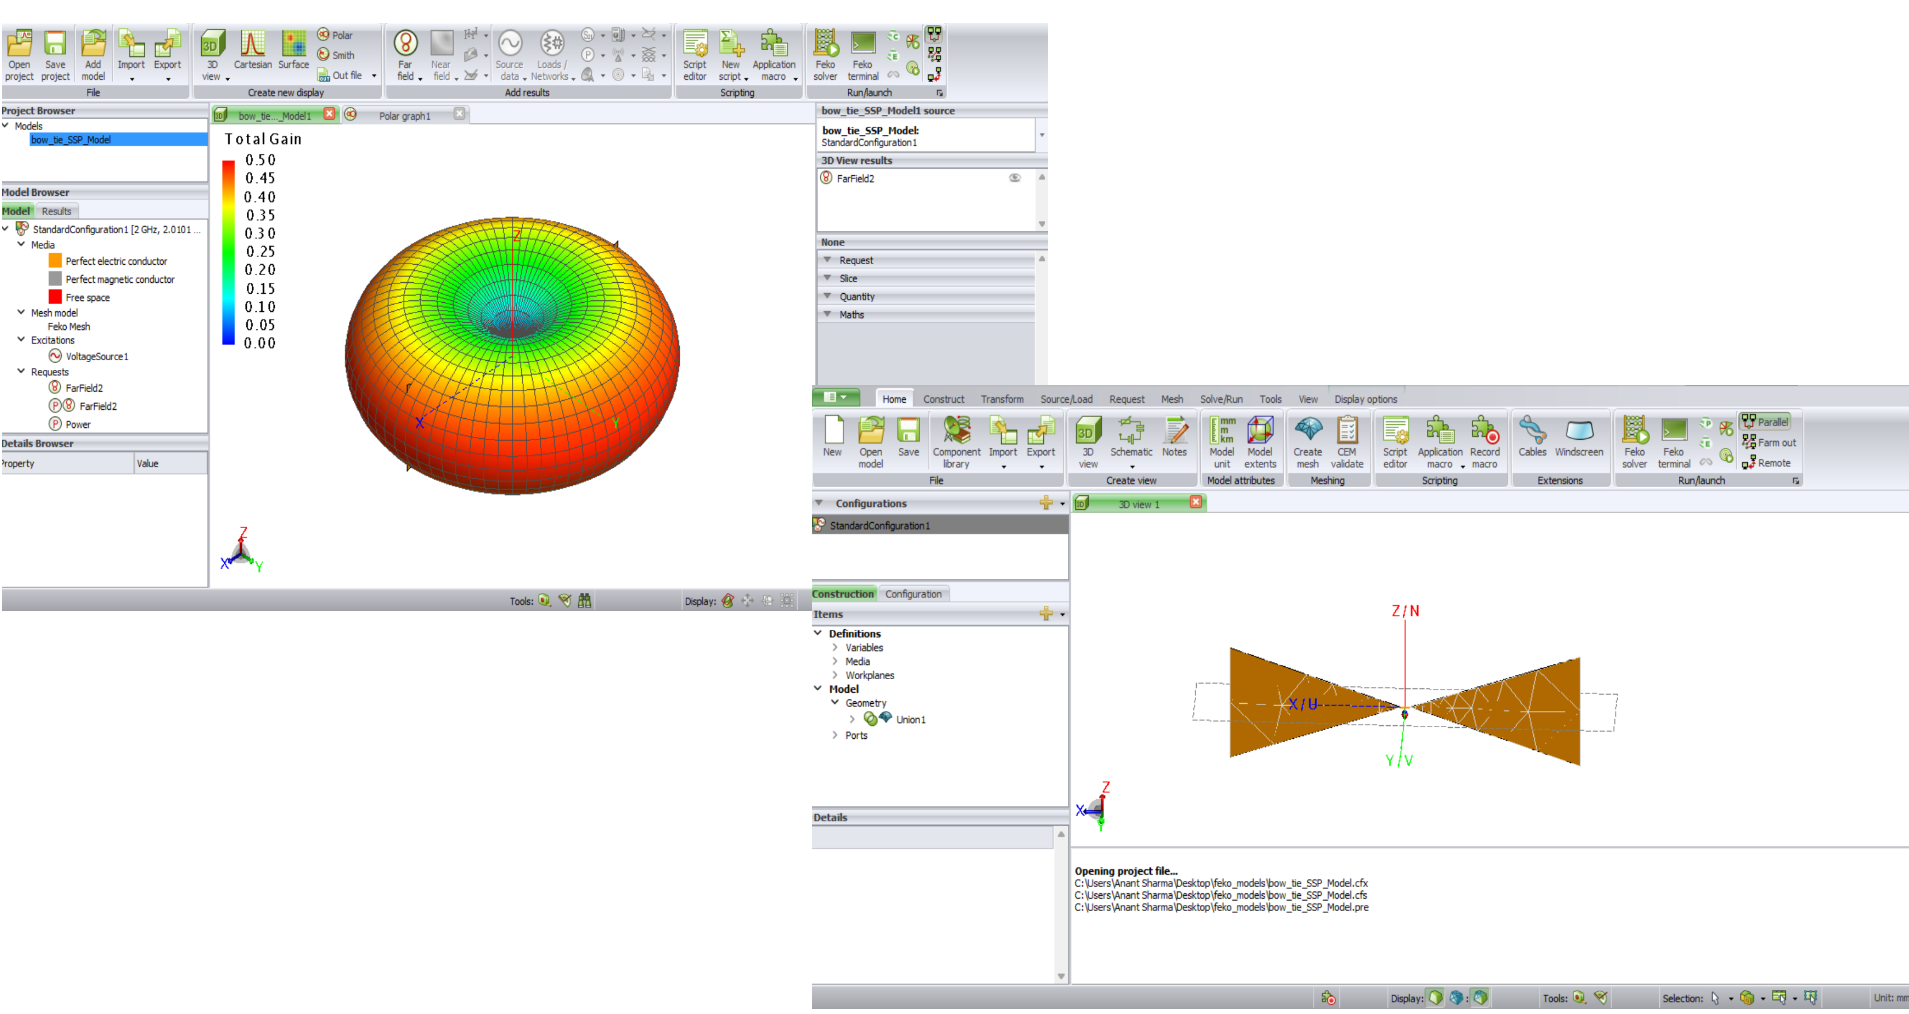 Open project
Save project
Add model
Import
Export
File
3D view
Cartesian
Surface
Polar
Smith
Out file
Create new display
Far field
Near field
Source data
Loads / Networks
Add results
Script editor
New script
Application macro
Scripting
Feko solver
Feko terminal
Run/launch
Project Browser
Models
bow_tie_SSP_Model
Model Browser
Model
Results
StandardConfiguration1 [2 GHz, 2.0101 ...
Media
Perfect electric conductor
Perfect magnetic conductor
Free space
Mesh model
Feko Mesh
Excitations
VoltageSource1
Requests
FarField2
FarField2
Power
Details Browser
Property
Value
bow_tie..._Model1
Polar graph1
Total Gain
0.50
0.45
0.40
0.35
0.30
0.25
0.20
0.15
0.10
0.05
0.00
Z
X
Y
Z
X
Y
Tools:
Display:
bow_tie_SSP_Model1 source
bow_tie_SSP_Model:
StandardConfiguration1
3D View results
FarField2
None
Request
Slice
Quantity
Maths
Home
Construct
Transform
Source/Load
Request
Mesh
Solve/Run
Tools
View
Display options
New
Open model
Save
Component library
Import
Export
File
3D view
Schematic
Notes
Create view
Model unit
Model extents
Model attributes
Create mesh
CEM validate
Meshing
Script editor
Application macro
Record macro
Scripting
Cables
Windscreen
Extensions
Feko solver
Feko terminal
Parallel
Farm out
Remote
Run/launch
Configurations
StandardConfiguration1
Construction
Configuration
Items
Definitions
Variables
Media
Workplanes
Model
Geometry
Union1
Ports
Details
3D view 1
Z/N
X/U
Y/V
Z
X
Y
Opening project file...
C:\Users\Anant Sharma\Desktop\feko_models\bow_tie_SSP_Model.cfx
C:\Users\Anant Sharma\Desktop\feko_models\bow_tie_SSP_Model.cfs
C:\Users\Anant Sharma\Desktop\feko_models\bow_tie_SSP_Model.pre
Display:
Tools:
Selection:
Unit: mm